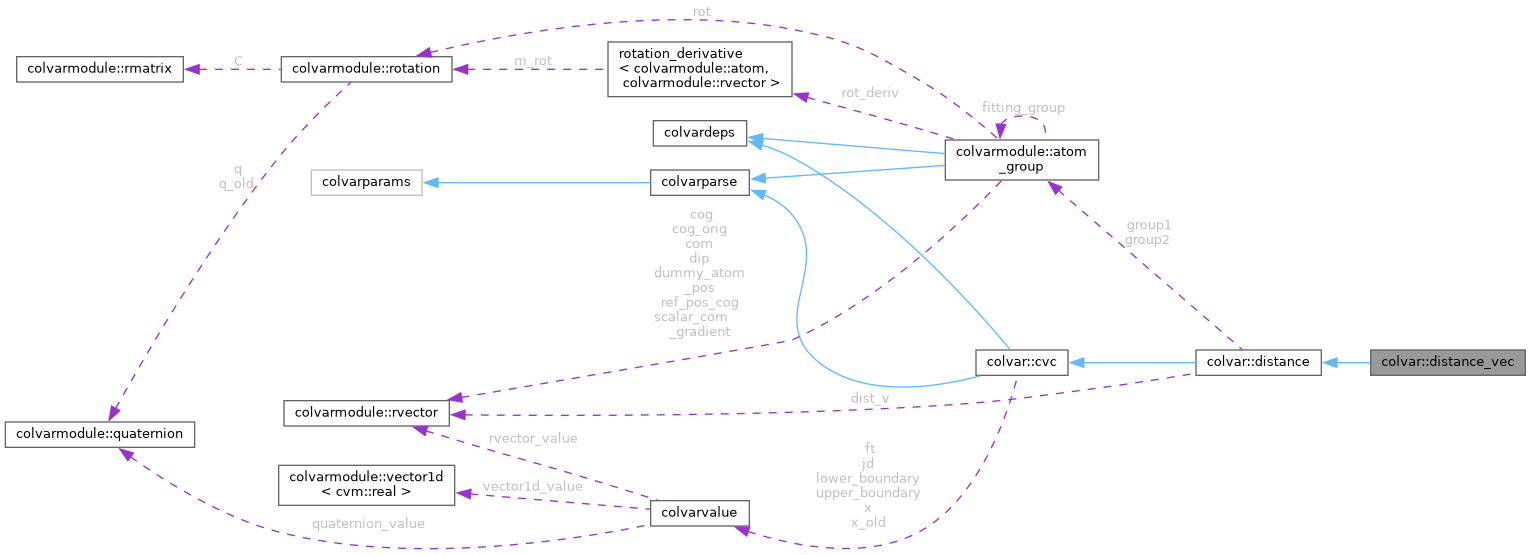 rot
rotation_derivative
< colvarmodule::atom,
colvarmodule::rvector >
colvarmodule::rmatrix
C
colvarmodule::rotation
m_rot
rot_deriv
fitting_group
colvardeps
colvarmodule::atom
_group
colvarparams
colvarparse
q
q_old
cog
cog_orig
com
dip
dummy_atom
_pos
ref_pos_cog
scalar_com
_gradient
group1
group2
colvar::cvc
colvar::distance
colvar::distance_vec
dist_v
colvarmodule::rvector
colvarmodule::quaternion
rvector_value
colvarmodule::vector1d
< cvm::real >
vector1d_value
quaternion_value
colvarvalue
ft
jd
lower_boundary
upper_boundary
x
x_old